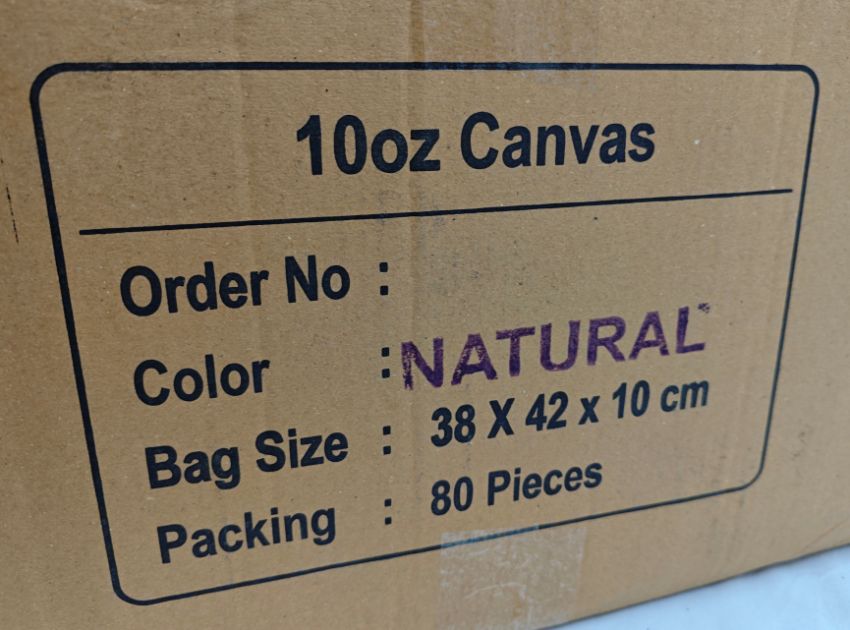 10oz Canvas
Order No :
Color : NATURAL
Bag Size : 38 X 42 x 10 cm
Packing : 80 Pieces